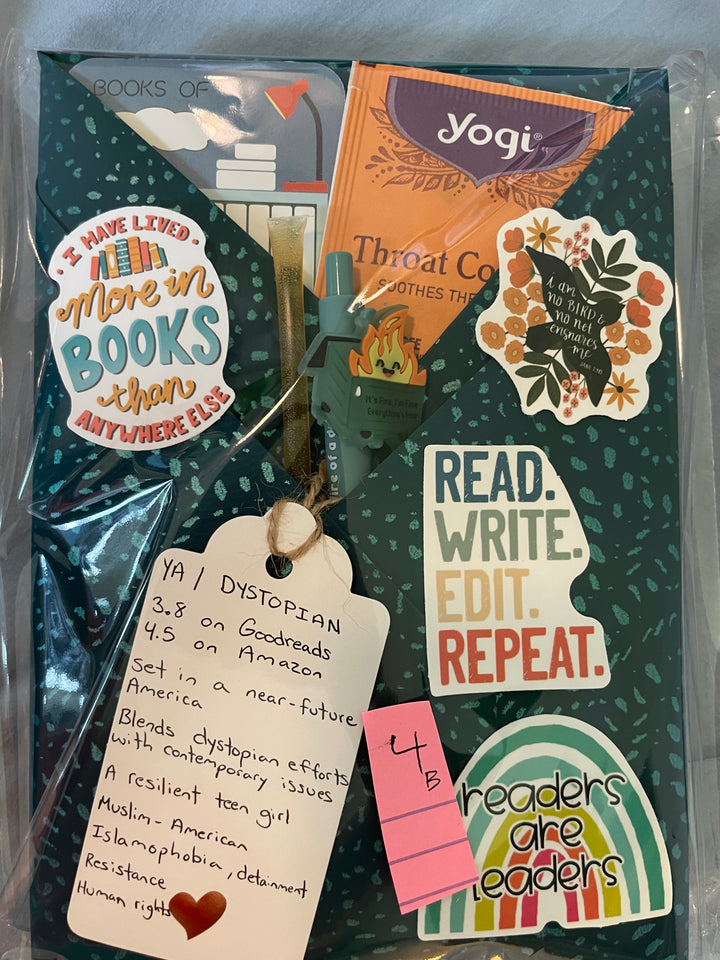 BOOKS OF
yogi®
Throat Co
SOOTHES THE
I HAVE LIVED
More in
BOOKS
than
ANYWHERE ELSE
i am
no BIRD &
no net
ensnares
me
It's Fine, I'm Fine
Everything's Fine
READ.
WRITE.
EDIT.
REPEAT.
YA / DYSTOPIAN
3.8 on Goodreads
4.5 on Amazon
Set in a near-future
America
Blends dystopian efforts
with contemporary issues
A resilient teen girl
Muslim-American
Islamophobia, detainment
Resistance
Human rights
4
B
readers
are
leaders